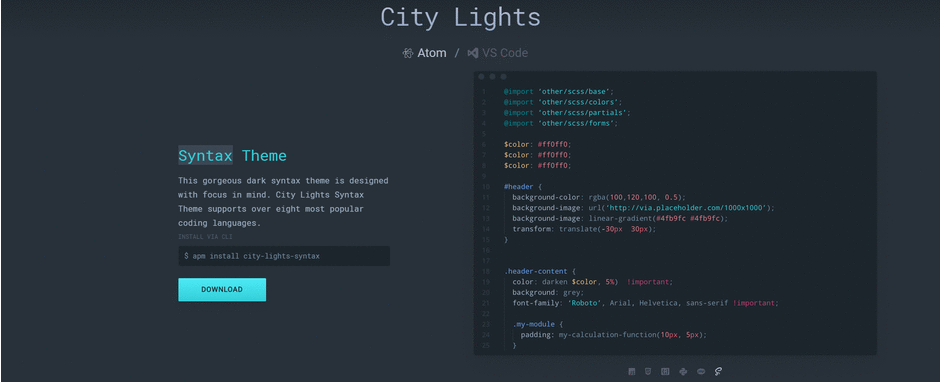 City Lights
Atom / VS Code
Syntax Theme
This gorgeous dark syntax theme is designed
with focus in mind. City Lights Syntax
Theme supports over eight most popular
coding languages.
INSTALL VIA CLI
$ apm install city-lights-syntax
DOWNLOAD
1 @import 'other/scss/base';
2 @import 'other/scss/colors';
3 @import 'other/scss/partials';
4 @import 'other/scss/forms';
5
6 $color: #ff0ff0;
7 $color: #ff0ff0;
8 $color: #ff0ff0;
9
10 #header {
11 background-color: rgba(100,120,100, 0.5);
12 background-image: url('http://via.placeholder.com/1000x1000');
13 background-image: linear-gradient(#4fb9fc #4fb9fc);
14 transform: translate(-30px 30px);
15 }
16
17
18 .header-content {
19 color: darken $color, 5%) !important;
20 background: grey;
21 font-family: 'Roboto', Arial, Helvetica, sans-serif !important;
22
23 .my-module {
24 padding: my-calculation-function(10px, 5px);
25 }